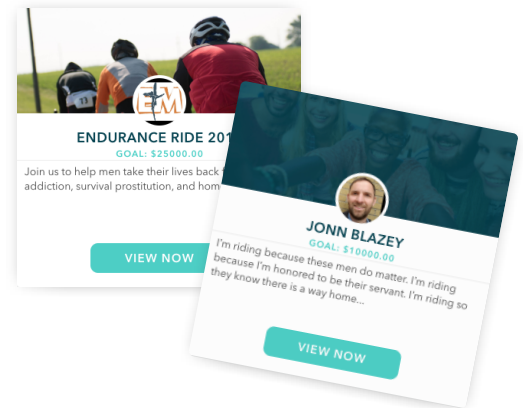 ENDURANCE RIDE 201
GOAL: $25000.00
Join us to help men take their lives back
addiction, survival prostitution, and
VIEW NOW
EM
JONN BLAZEY
GOAL: $10000.00
I'm riding because these men do matter. I'm riding
because I'm honored to be their servant. I'm riding so
they know there is a way home...
VIEW NOW